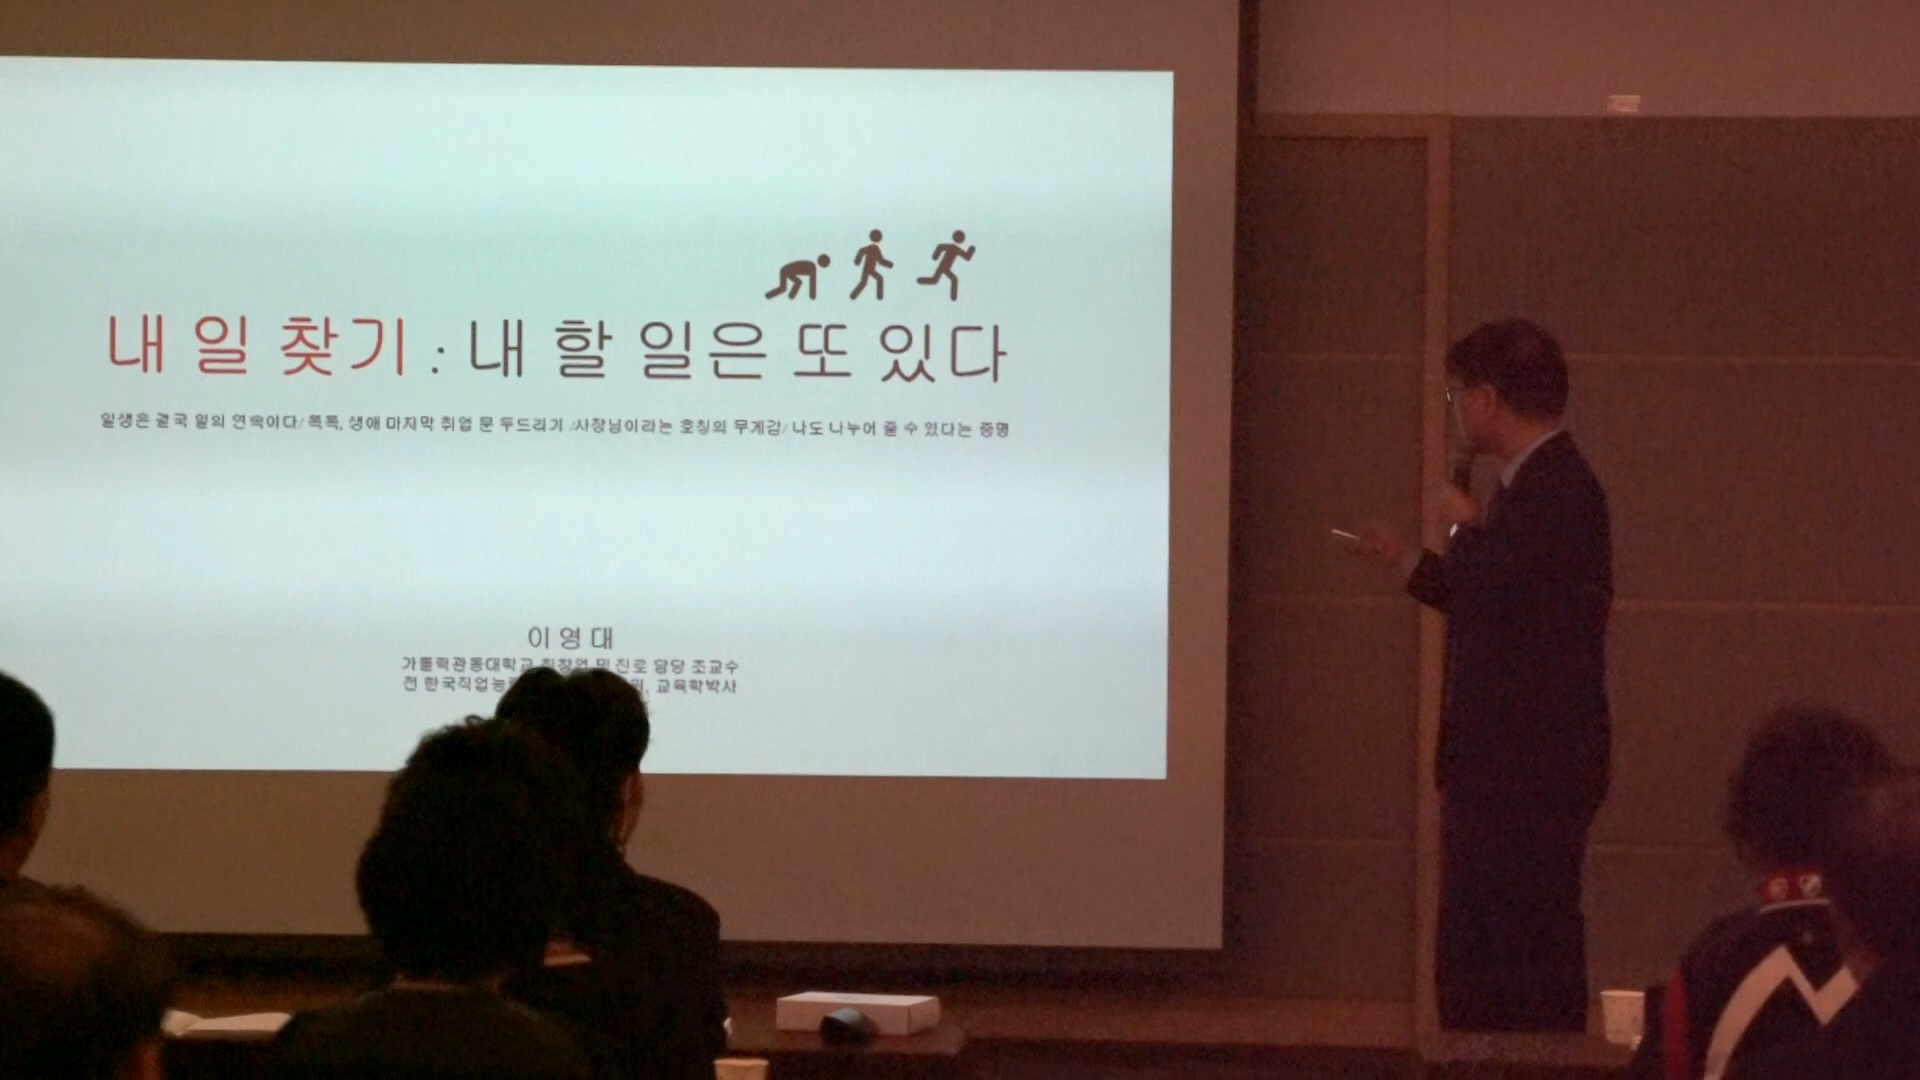 내 일 찾기 : 내 할 일은 또 있다
일생은 결국 일의 연속이다/ 똑똑, 생애 마지막 취업 문 두드리기 /사장님이라는 호칭의 무게감/ 나도 나누어 줄 수 있다는 증명
이 영 대
가톨릭관동대학교 취창업 및 진로 담당 조교수
전 한국직업능 교육학박사